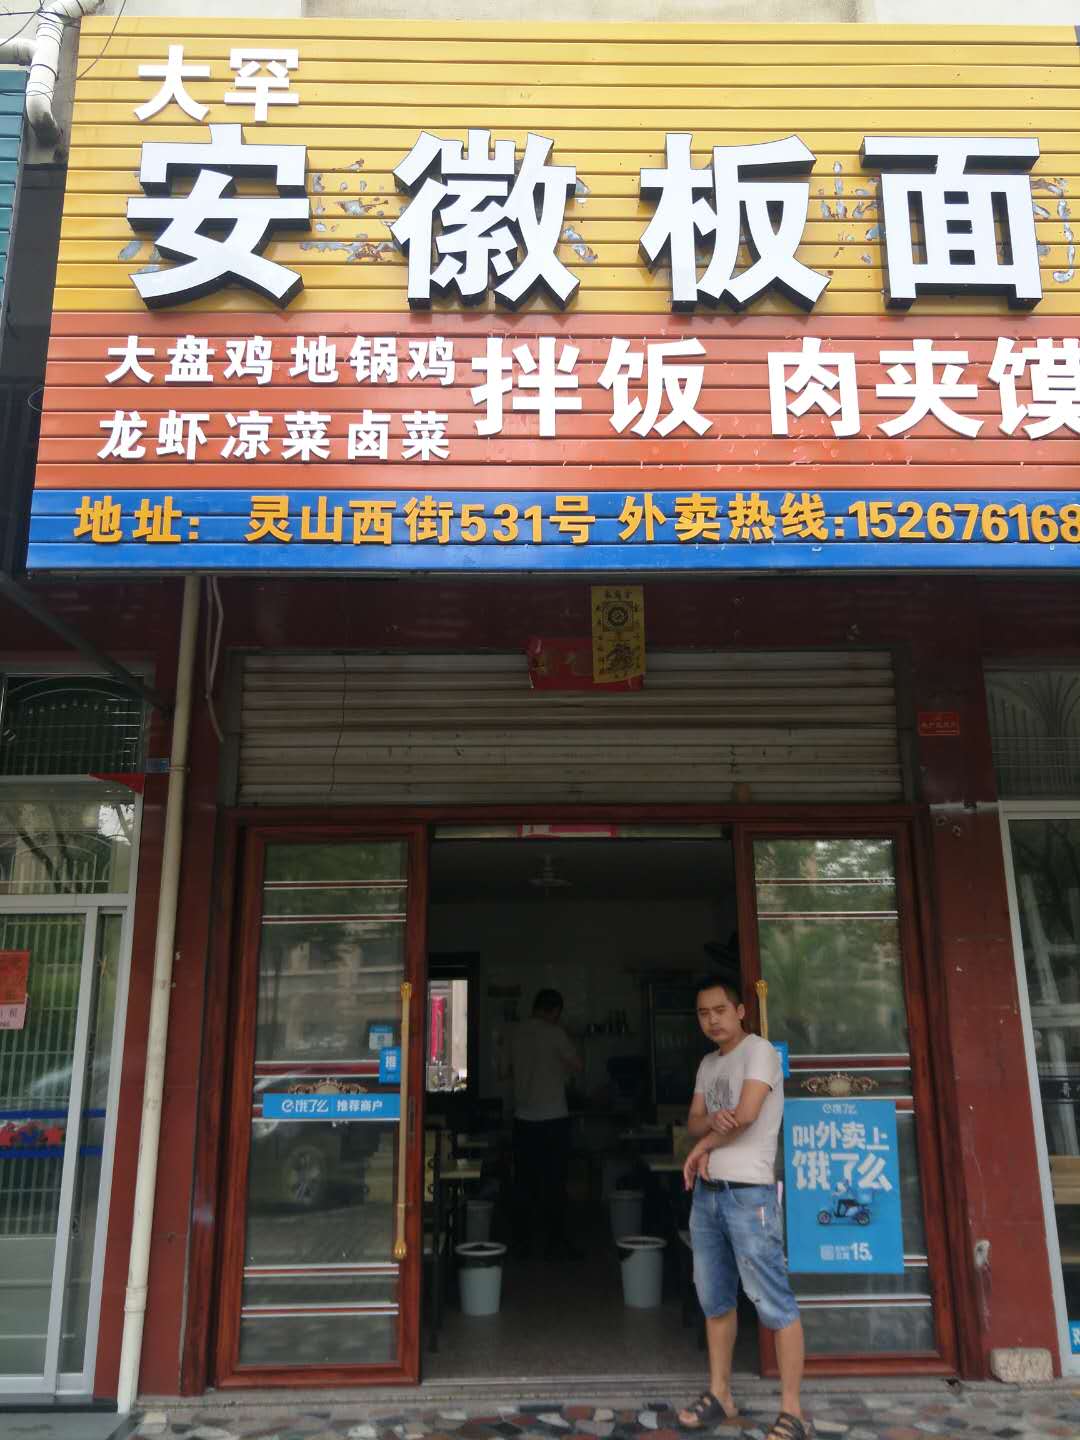 大罕
安徽板面
大盘鸡 地锅鸡 拌饭 肉夹馍
龙虾 凉菜 卤菜
地址: 灵山西街531号 外卖热线:152676168
饿了么 推荐商户
饿了么
叫外卖上
饿了么
15